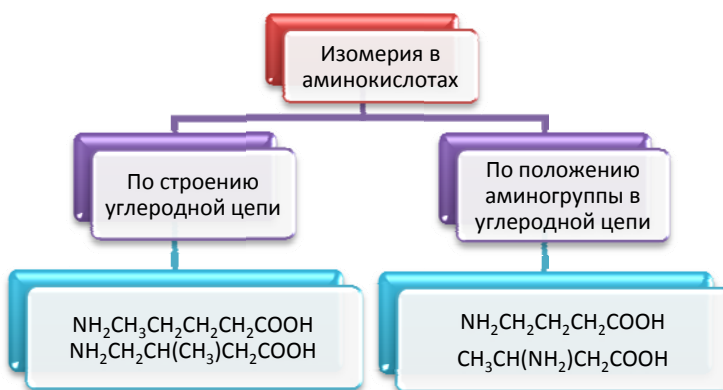 Изомерия в
аминокислотах
По строению
углеродной цепи
По положению
аминогруппы в
углеродной цепи
NH₂CH₃CH₂CH₂CH₂COOH
NH₂CH₂CH(CH₃)CH₂COOH
NH₂CH₂CH₂CH₂COOH
CH₃CH(NH₂)CH₂COOH